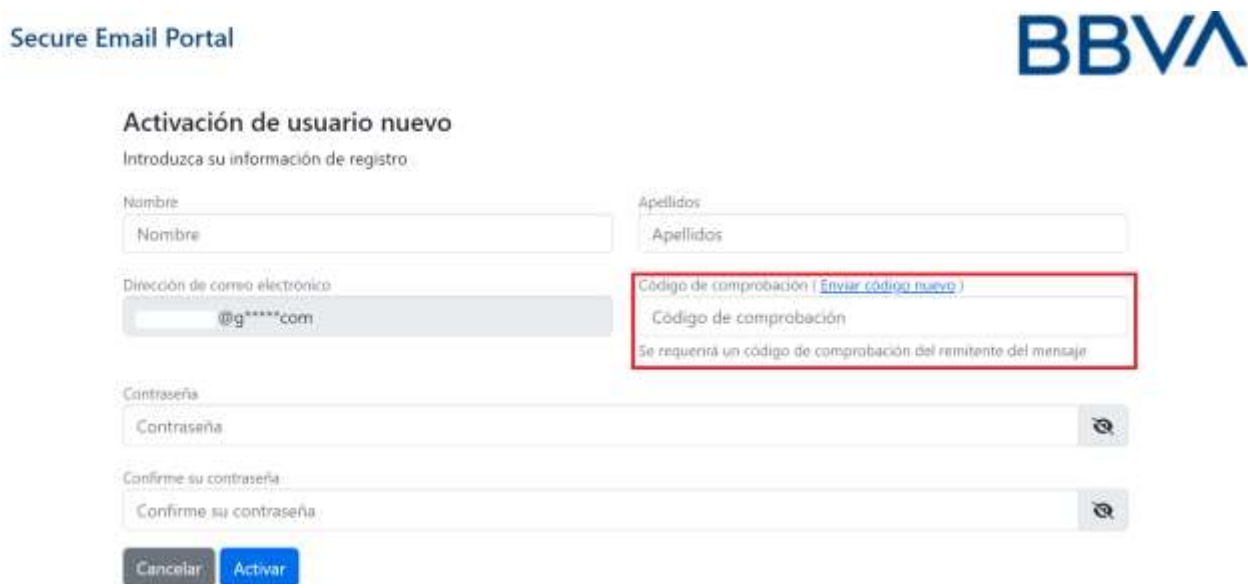 Secure Email Portal
BBVA
Activación de usuario nuevo
Introduzca su información de registro
Nombre
Apellidos
Nombre
Apellidos
Dirección de correo electrónico
Código de comprobación ( Enviar código nuevo )
@g*****com
Código de comprobación
Se requerirá un código de comprobación del remitente del mensaje
Contraseña
Contraseña
Confirme su contraseña
Confirme su contraseña
Cancelar
Activar